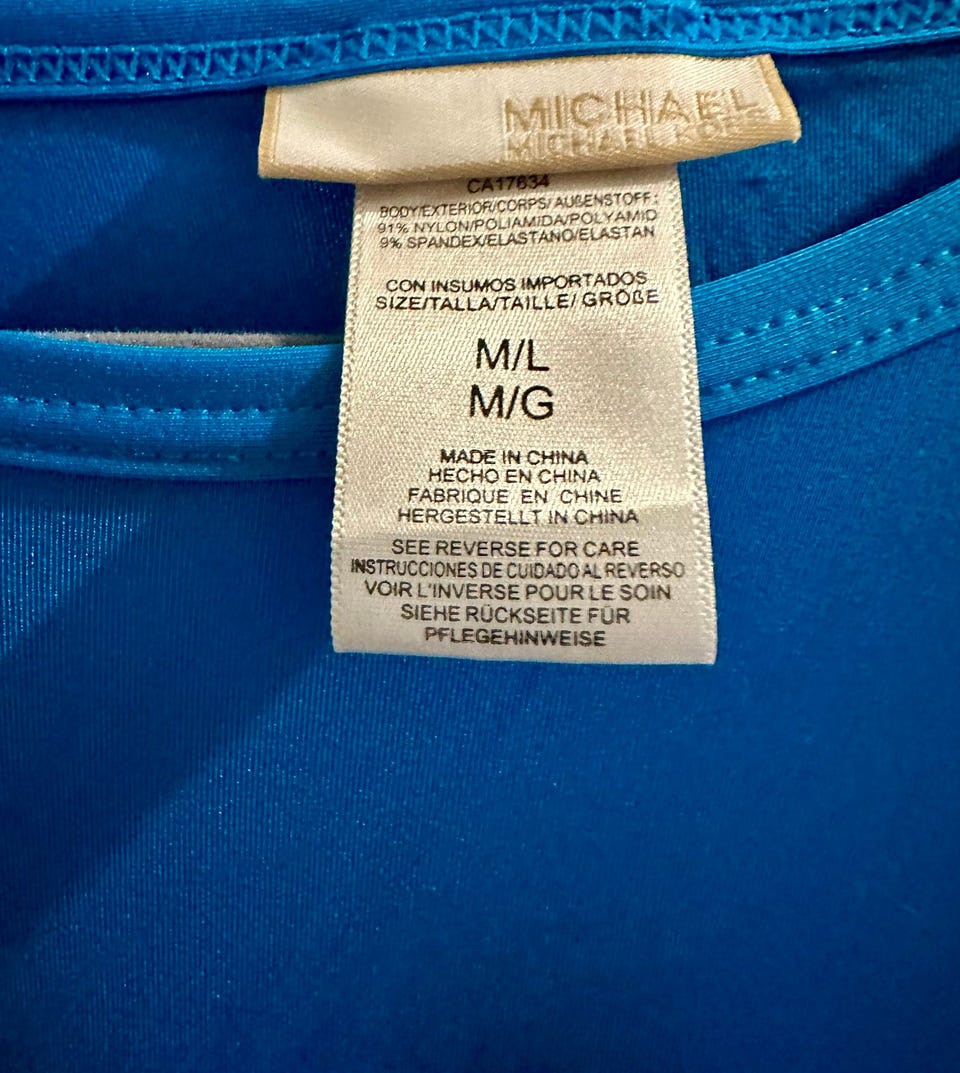 MICHAEL
MICHAEL KORS
CA17634
BODY/EXTERIOR/CORPS/AUßENSTOFF:
91% NYLON/POLIAMIDA/POLYAMID
9% SPANDEX/ELASTANO/ELASTAN
CON INSUMOS IMPORTADOS
SIZE/TALLA/TAILLE/ GRÖßE
M/L
M/G
MADE IN CHINA
HECHO EN CHINA
FABRIQUE EN CHINE
HERGESTELLT IN CHINA
SEE REVERSE FOR CARE
INSTRUCCIONES DE CUIDADO AL REVERSO
VOIR L'INVERSE POUR LE SOIN
SIEHE RÜCKSEITE FÜR
PFLEGEHINWEISE